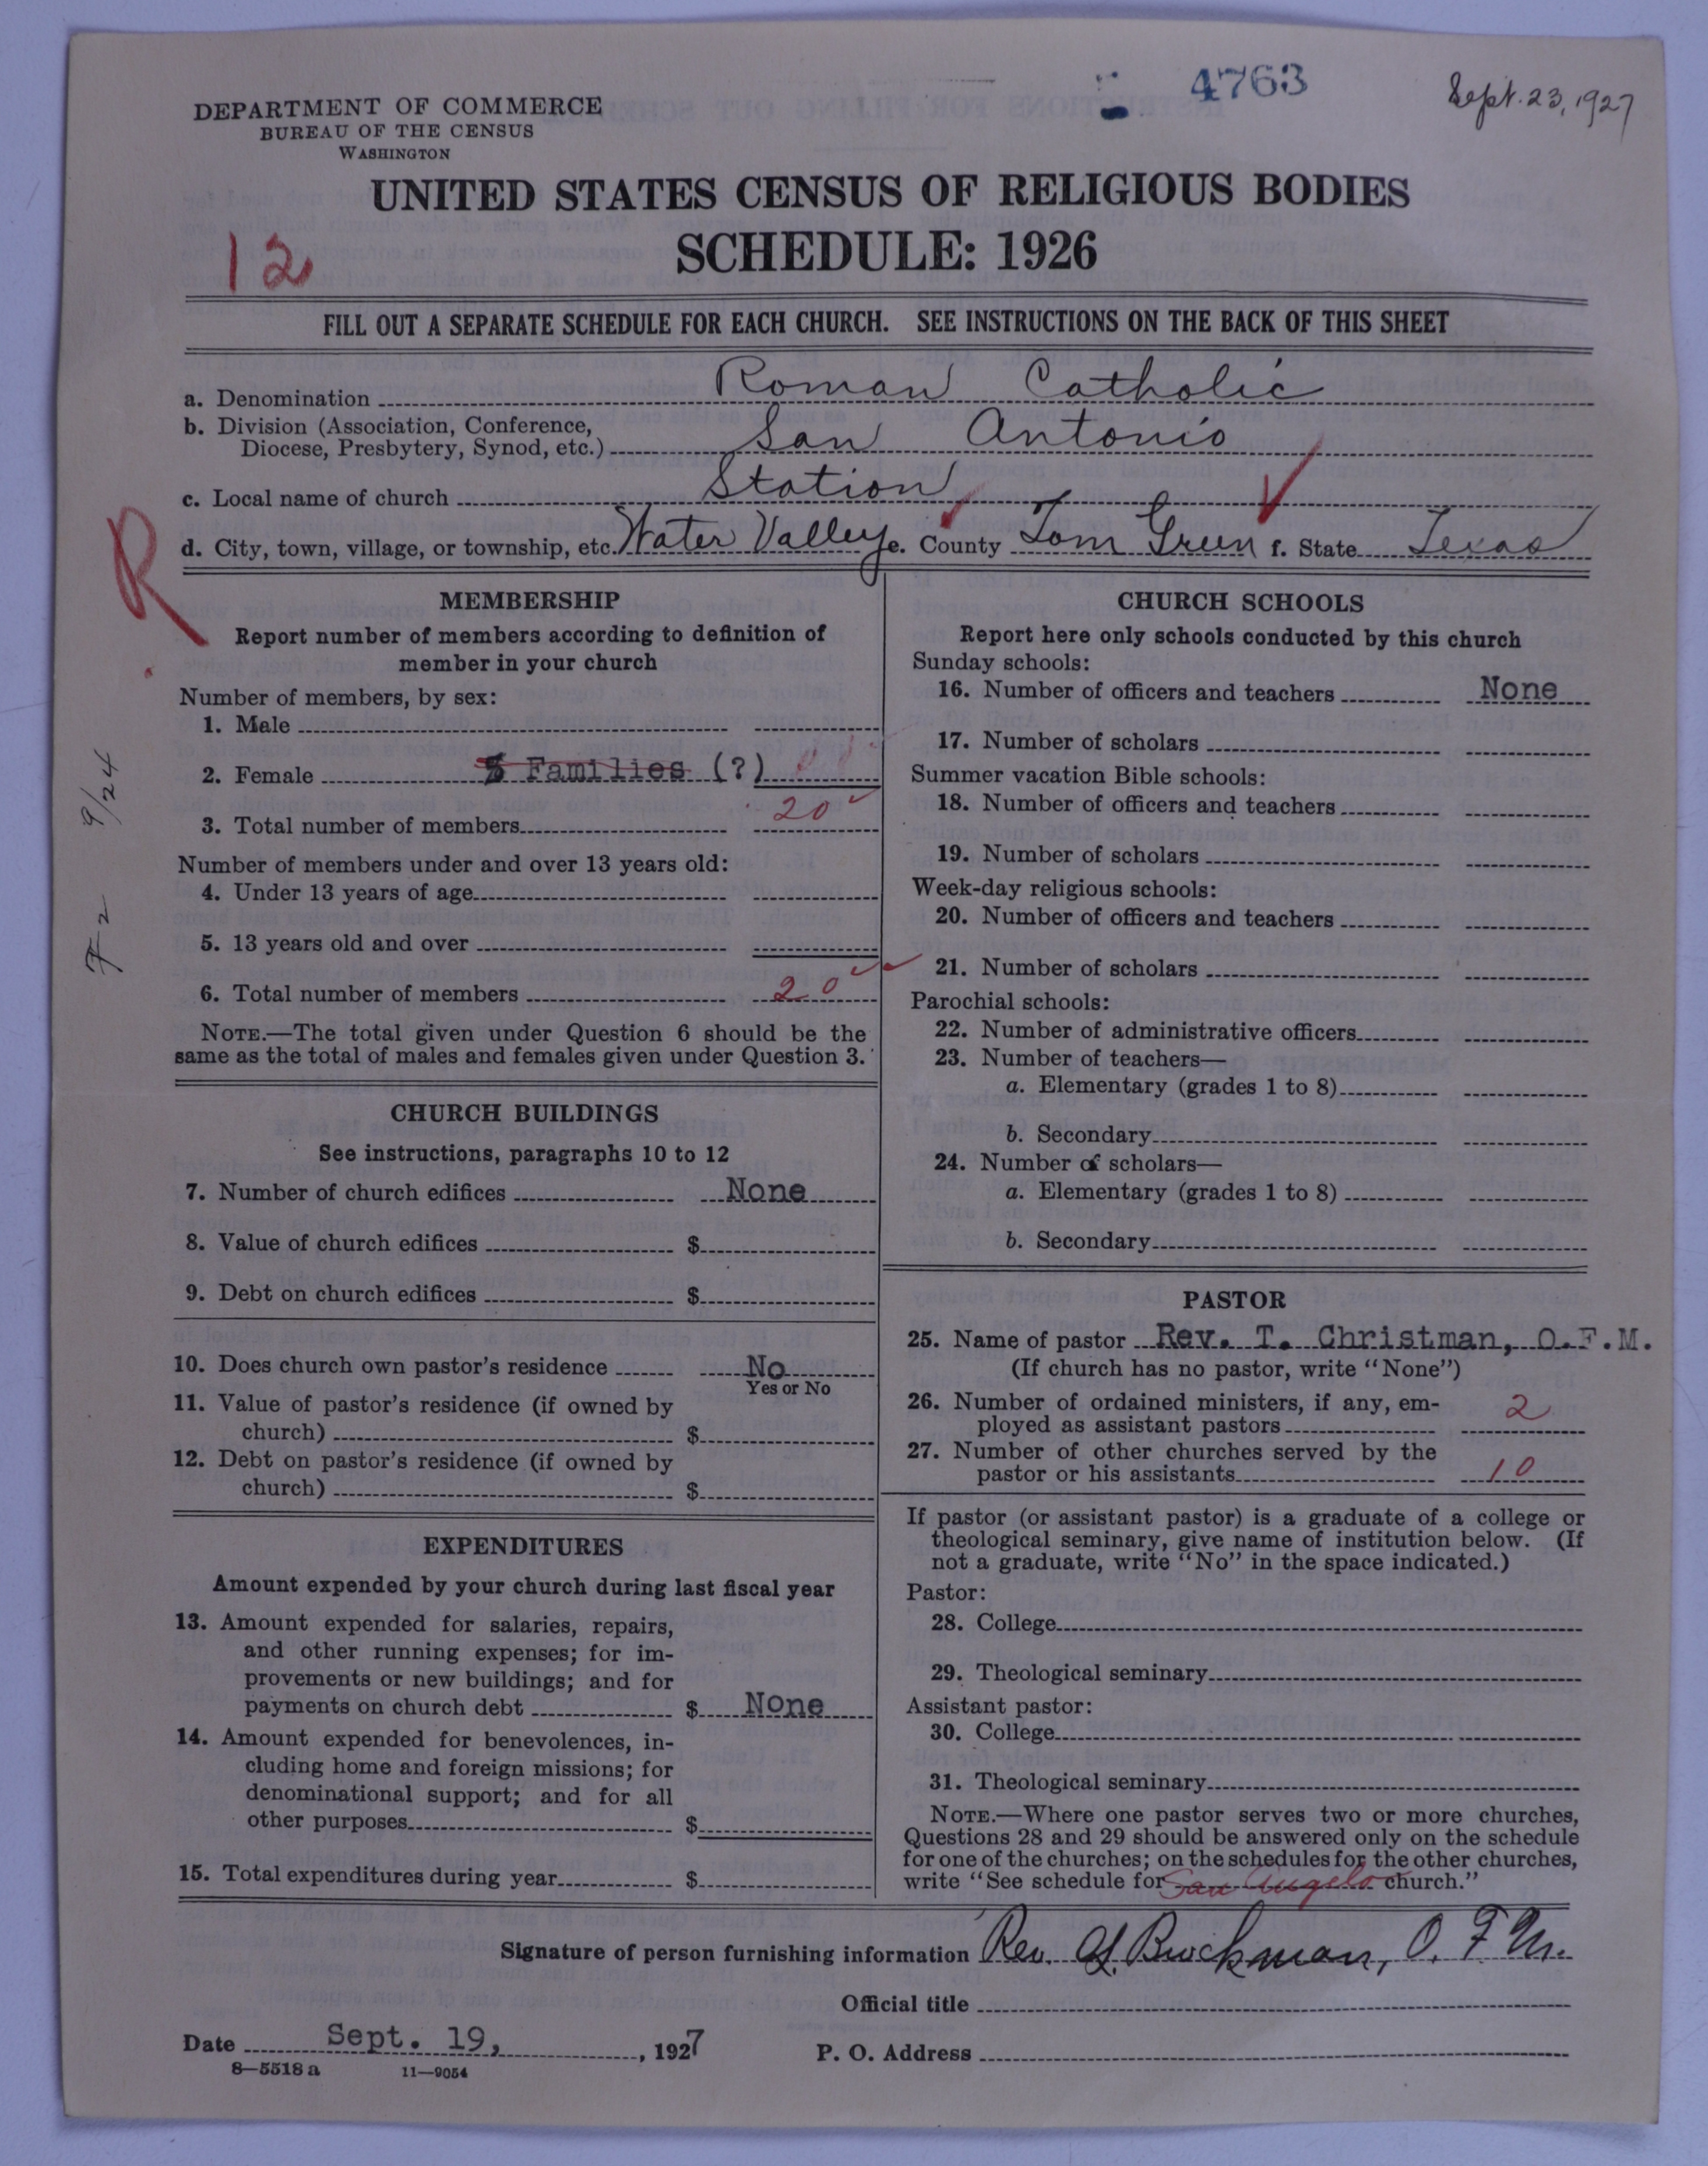 4763
Sept. 23, 1927
DEPARTMENT OF COMMERCE
BUREAU OF THE CENSUS
WASHINGTON
UNITED STATES CENSUS OF RELIGIOUS BODIES
SCHEDULE: 1926
12
FILL OUT A SEPARATE SCHEDULE FOR EACH CHURCH. SEE INSTRUCTIONS ON THE BACK OF THIS SHEET
a. Denomination Roman Catholic
b. Division (Association, Conference,
Diocese, Presbytery, Synod, etc.) San Antonio
c. Local name of church Station
d. City, town, village, or township, etc. Water Valley e. County Tom Green f. State Texas
R
9/24
MEMBERSHIP
Report number of members according to definition of
member in your church
Number of members, by sex:
1. Male
2. Female 5 Families (?)
3. Total number of members 20
Number of members under and over 13 years old:
4. Under 13 years of age
5. 13 years old and over
6. Total number of members 20
NOTE.—The total given under Question 6 should be the
same as the total of males and females given under Question 3.
CHURCH BUILDINGS
See instructions, paragraphs 10 to 12
7. Number of church edifices None
8. Value of church edifices $
9. Debt on church edifices $
10. Does church own pastor's residence No
Yes or No
11. Value of pastor's residence (if owned by
church) $
12. Debt on pastor's residence (if owned by
church) $
EXPENDITURES
Amount expended by your church during last fiscal year
13. Amount expended for salaries, repairs,
and other running expenses; for im-
provements or new buildings; and for
payments on church debt $ None
14. Amount expended for benevolences, in-
cluding home and foreign missions; for
denominational support; and for all
other purposes $
15. Total expenditures during year $
CHURCH SCHOOLS
Report here only schools conducted by this church
Sunday schools:
16. Number of officers and teachers None
17. Number of scholars
Summer vacation Bible schools:
18. Number of officers and teachers
19. Number of scholars
Week-day religious schools:
20. Number of officers and teachers
21. Number of scholars
Parochial schools:
22. Number of administrative officers
23. Number of teachers—
a. Elementary (grades 1 to 8)
b. Secondary
24. Number of scholars—
a. Elementary (grades 1 to 8)
b. Secondary
PASTOR
25. Name of pastor Rev. T. Christman, O.F.M.
(If church has no pastor, write "None")
26. Number of ordained ministers, if any, em-
ployed as assistant pastors 2
27. Number of other churches served by the
pastor or his assistants 10
If pastor (or assistant pastor) is a graduate of a college or
theological seminary, give name of institution below. (If
not a graduate, write "No" in the space indicated.)
Pastor:
28. College
29. Theological seminary
Assistant pastor:
30. College
31. Theological seminary
NOTE.—Where one pastor serves two or more churches,
Questions 28 and 29 should be answered only on the schedule
for one of the churches; on the schedules for the other churches,
write "See schedule for San Angelo church."
Signature of person furnishing information Rev. Brockman, O. F. M.
Official title
Date Sept. 19, 1927 P. O. Address
8—5518 a 11—9054